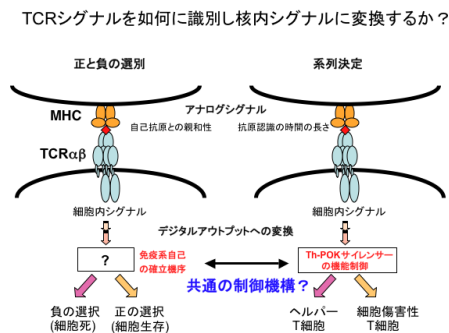 TCRシグナルを如何に識別し核内シグナルに変換するか？
正と負の選別
系列決定
MHC
アナログシグナル
自己抗原との親和性
抗原認識の時間の長さ
TCRαβ
細胞内シグナル
細胞内シグナル
デジタルアウトプットへの変換
？
免疫系自己
の確立機序
Th-POKサイレンサー
の機能制御
共通の制御機構？
負の選択
(細胞死)
正の選択
(細胞生存)
ヘルパー
T細胞
細胞傷害性
T細胞